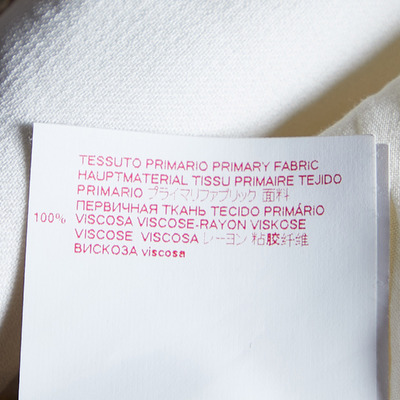 TESSUTO PRIMARIO PRIMARY FABRIC
HAUPTMATERIAL TISSU PRIMAIRE TEJIDO
PRIMARIO プライマリファブリック 面料
ПЕРВИЧНАЯ ТКАНЬ TECIDO PRIMÁRIO
100% VISCOSA VISCOSE-RAYON VISKOSE
VISCOSE VISCOSA レーヨン 粘胶纤维
ВИСКОЗА viscosa